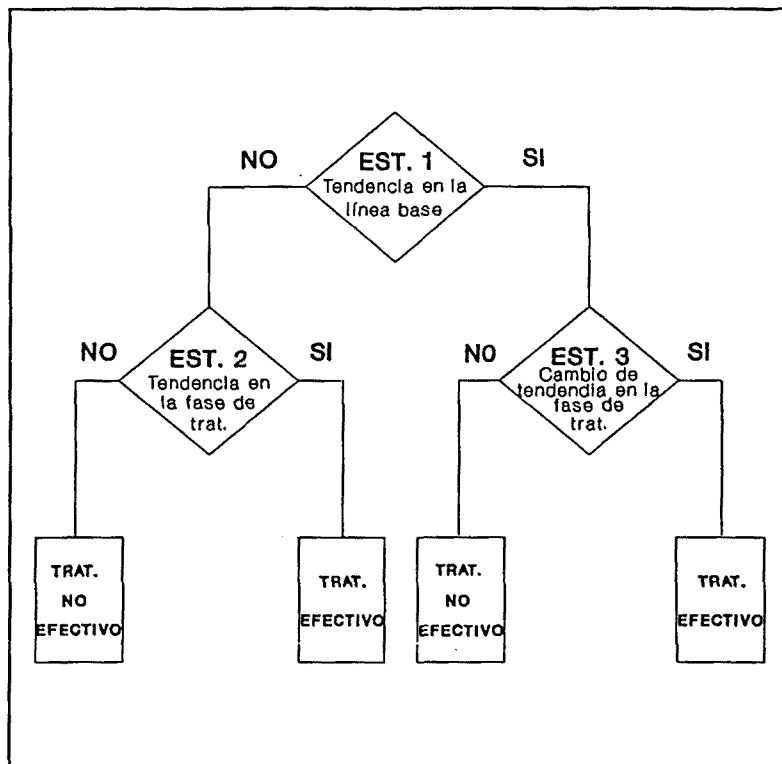 NO
EST. 1
SI
Tendencia en la
línea base
NO
EST. 2
SI
Tendencia en
la fase de
trat.
N0
EST. 3
SI
Cambio de
tendendia en la
fase de
trat.
TRAT.
NO
EFECTIVO
TRAT.
EFECTIVO
TRAT.
NO
EFECTIVO
TRAT.
EFECTIVO